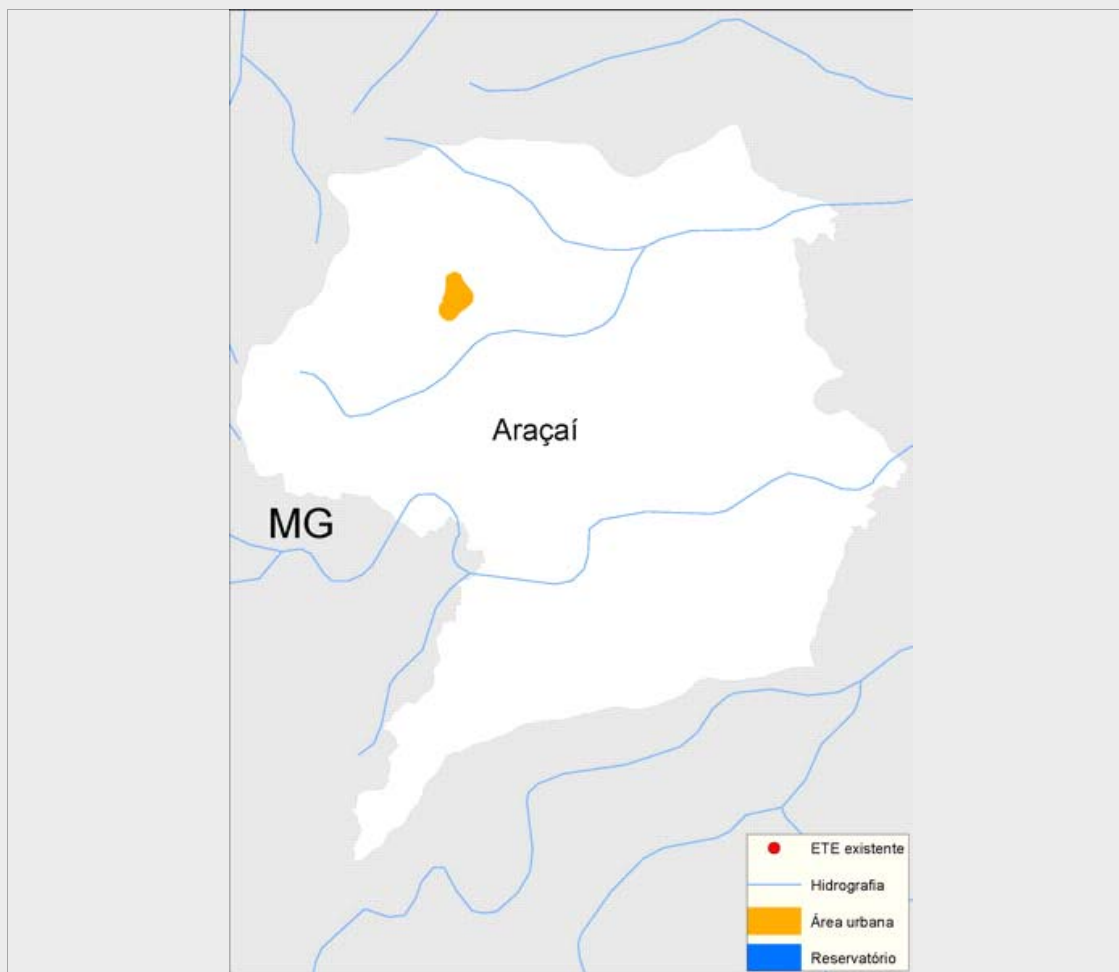 Araçaí
MG
ETE existente
Hidrografia
Área urbana
Reservatório